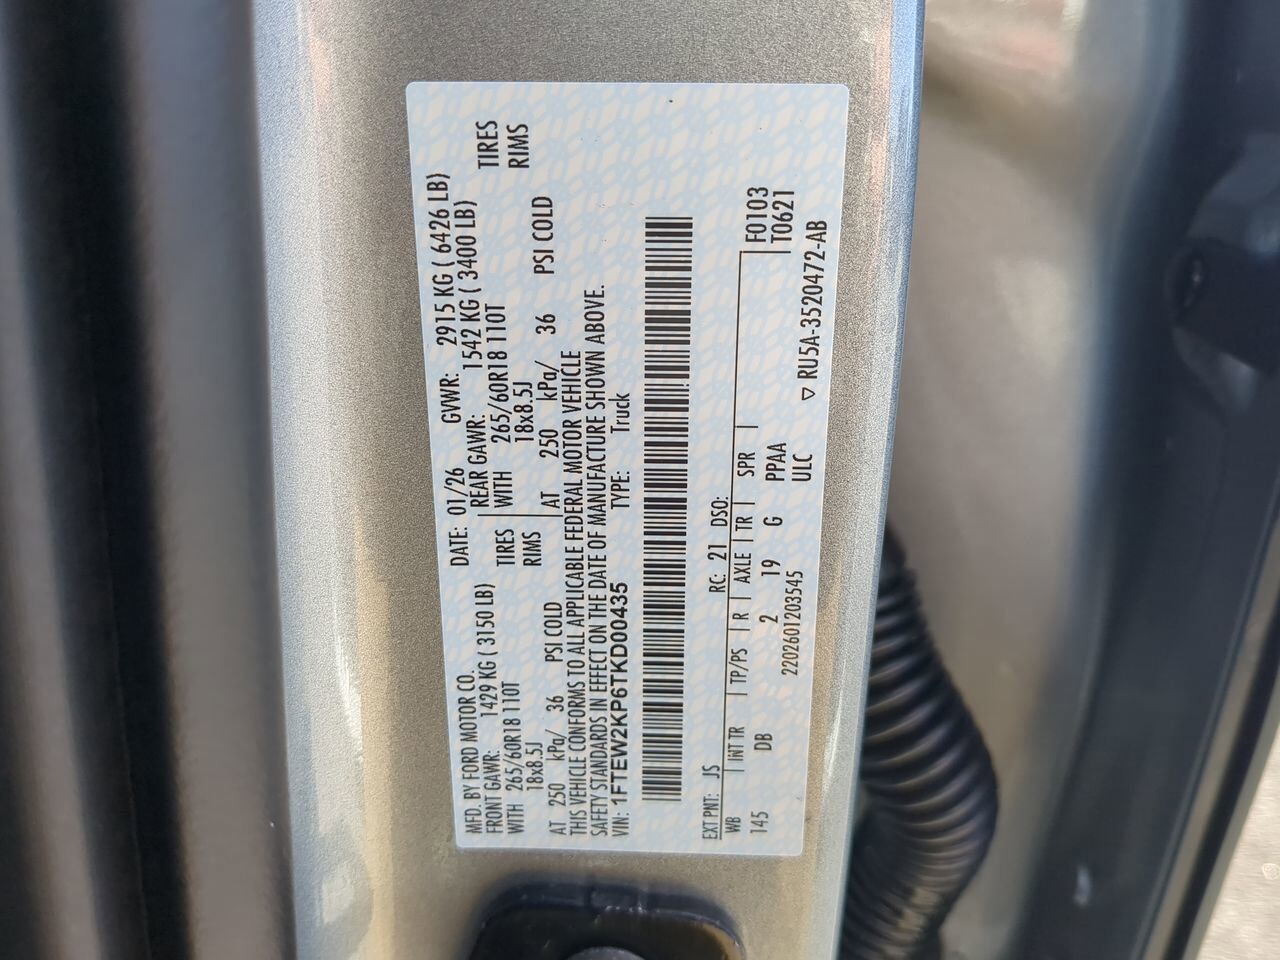 MFD. BY FORD MOTOR CO.
DATE: 01/26 GVWR: 2915 KG ( 6426 LB)
FRONT GAWR: 1429 KG ( 3150 LB)
REAR GAWR: 1542 KG ( 3400 LB)
WITH 265/60R18 110T TIRES
WITH 265/60R18 110T TIRES
18x8.5J RIMS
18x8.5J RIMS
AT 250 kPa/ 36 PSI COLD
AT 250 kPa/ 36 PSI COLD
THIS VEHICLE CONFORMS TO ALL APPLICABLE FEDERAL MOTOR VEHICLE
SAFETY STANDARDS IN EFFECT ON THE DATE OF MANUFACTURE SHOWN ABOVE.
VIN: 1FTEW2KP6TKD00435 TYPE: Truck
EXT PNT: JS RC: 21 DSO:
WB INT TR TP/PS R AXLE TR SPR F0103
145 DB 2 19 G PPAA T0621
2202601203545 ULC ▽ RU5A-3520472-AB